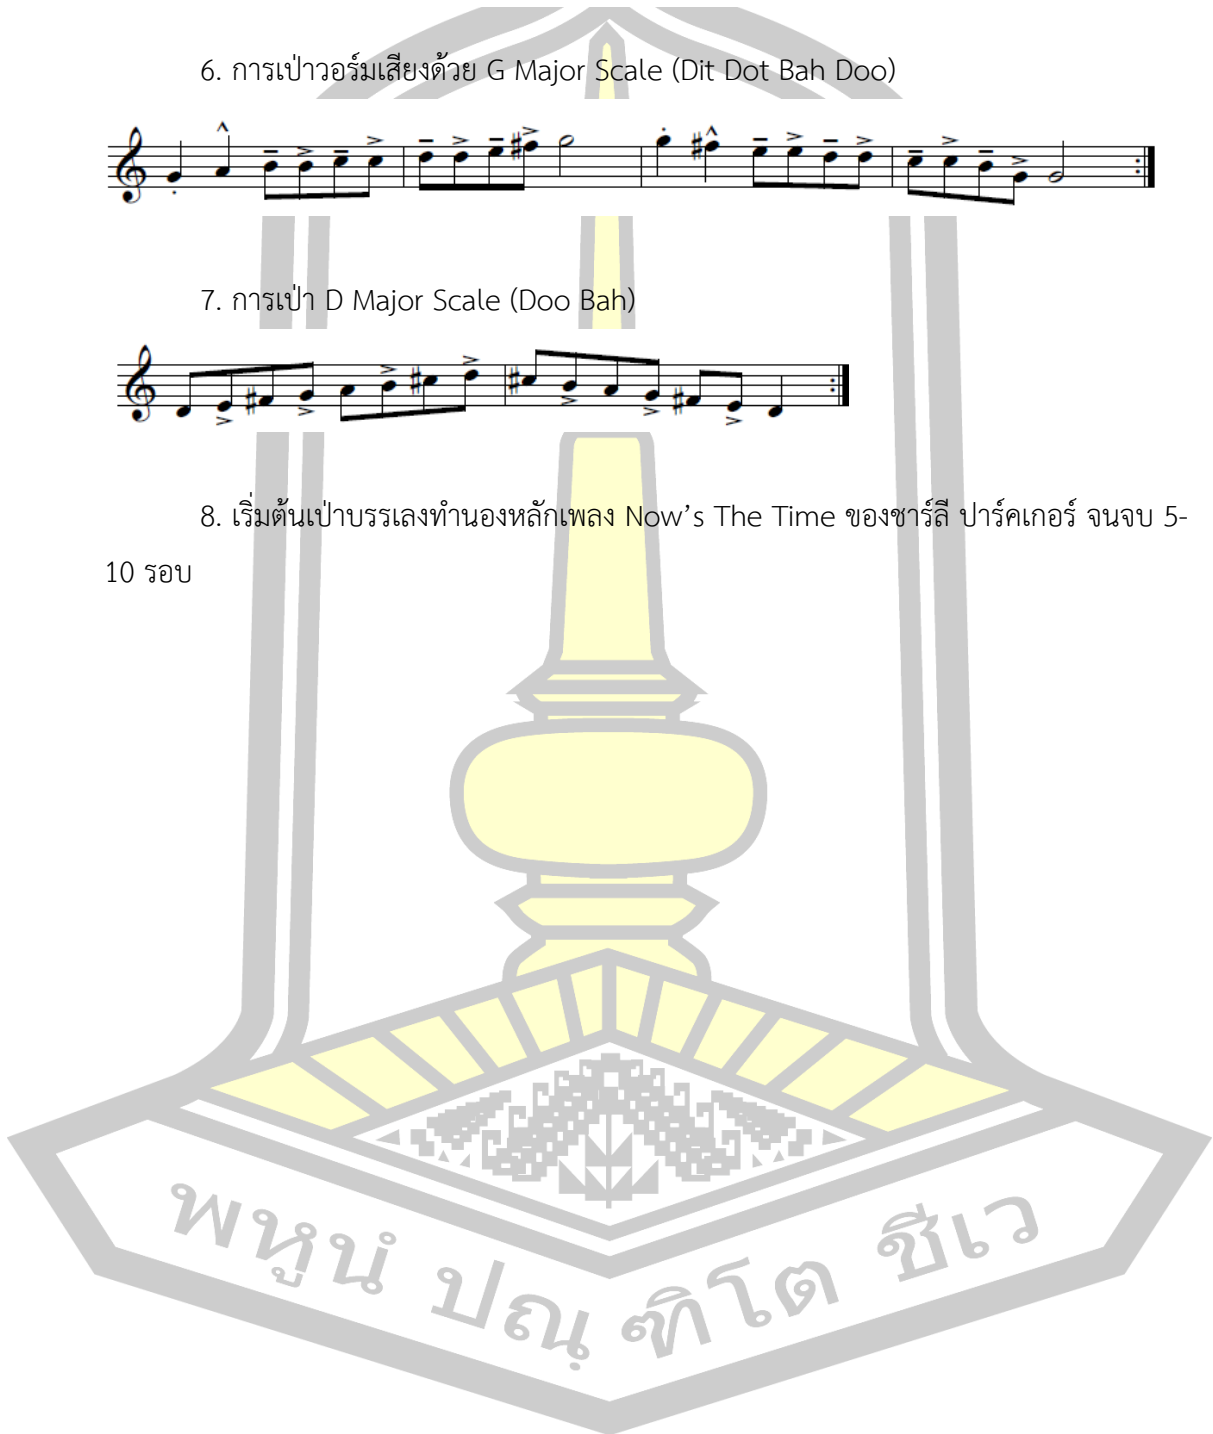 6. การเป่าวอร์มเสียงด้วย G Major Scale (Dit Dot Bah Doo)
7. การเป่า D Major Scale (Doo Bah)
8. เริ่มต้นเป่าบรรเลงทำนองหลักเพลง Now’s The Time ของชาร์ลี ปาร์คเกอร์ จนจบ 5-
10 รอบ
พหูนํ ปณฺฑิโต ชีเว